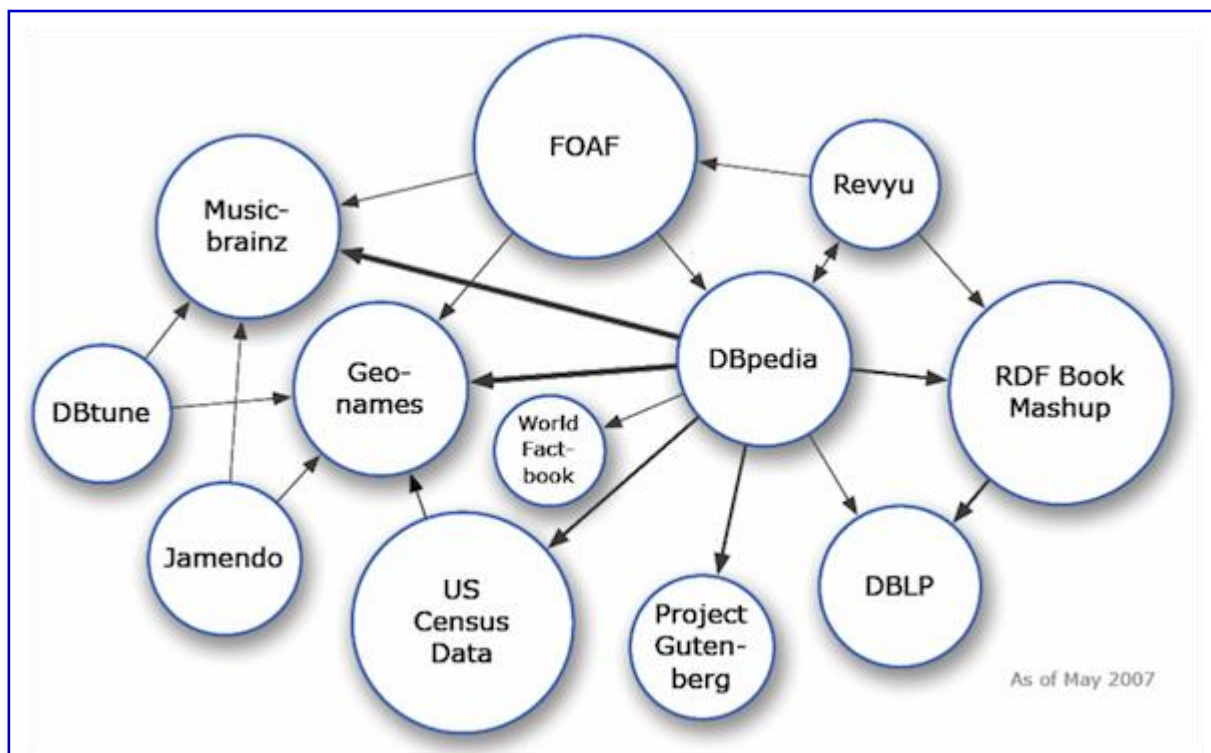 FOAF
Revyu
Music-
brainz
DBpedia
Geo-
names
RDF Book
Mashup
DBtune
World
Fact-
book
Jamendo
US
Census
Data
Project
Guten-
berg
DBLP
As of May 2007